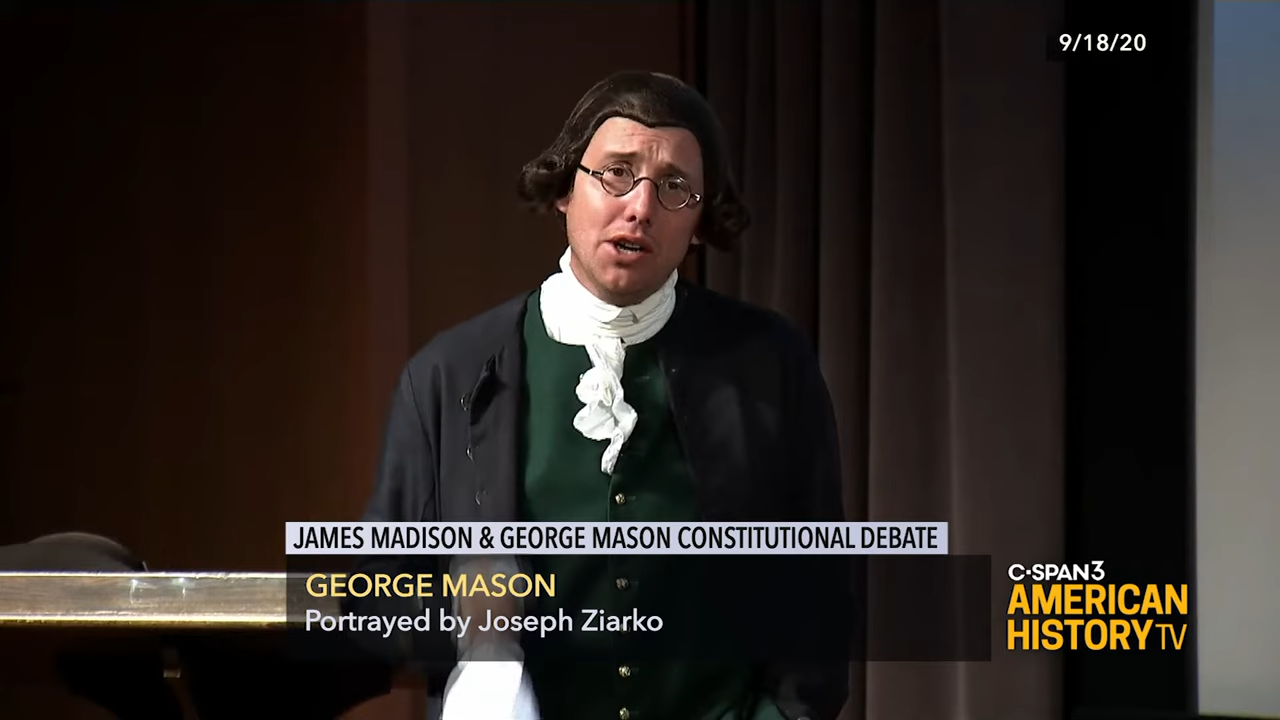 9/18/20
JAMES MADISON & GEORGE MASON CONSTITUTIONAL DEBATE
GEORGE MASON
Portrayed by Joseph Ziarko
C-SPAN3
AMERICAN
HISTORY TV